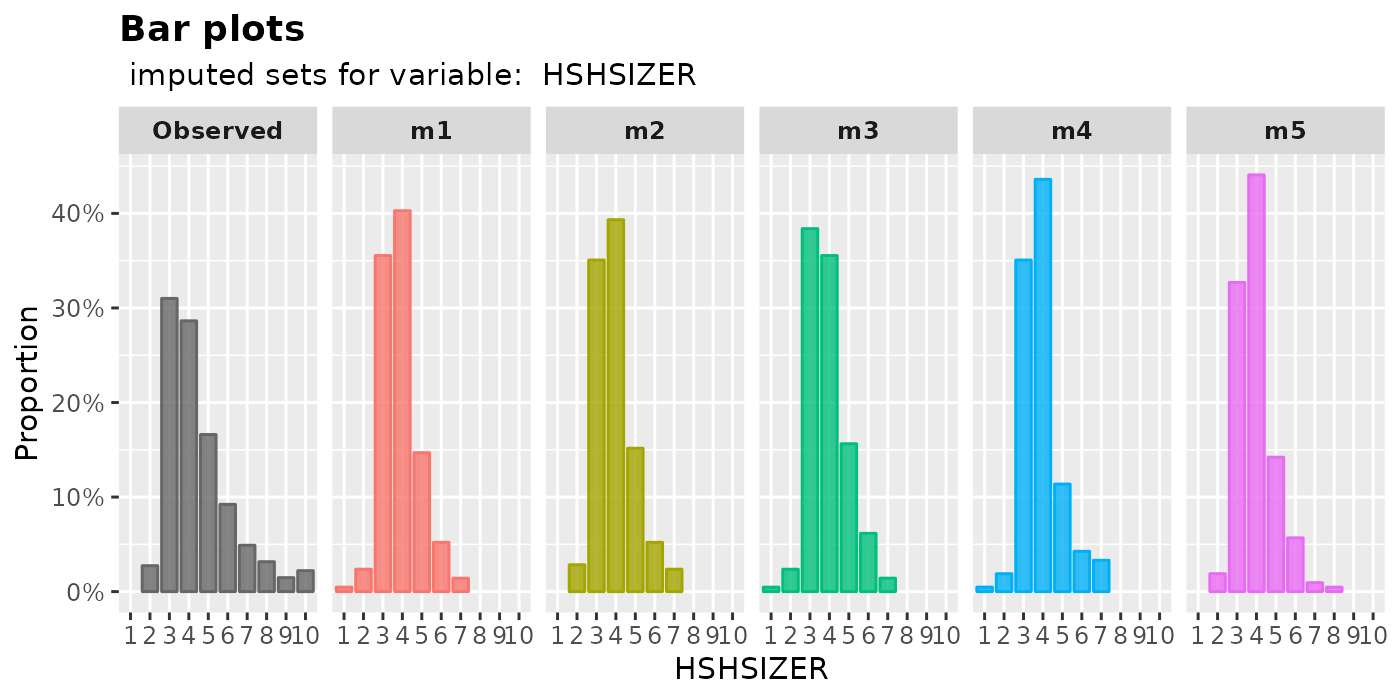 Bar plots
imputed sets for variable:  HSHSIZER
Observed m1 m2 m3 m4 m5
40%
30%
20%
10%
0%
Proportion
1 2 3 4 5 6 7 8 9 10 1 2 3 4 5 6 7 8 9 10 1 2 3 4 5 6 7 8 9 10 1 2 3 4 5 6 7 8 9 10 1 2 3 4 5 6 7 8 9 10 1 2 3 4 5 6 7 8 9 10
HSHSIZER